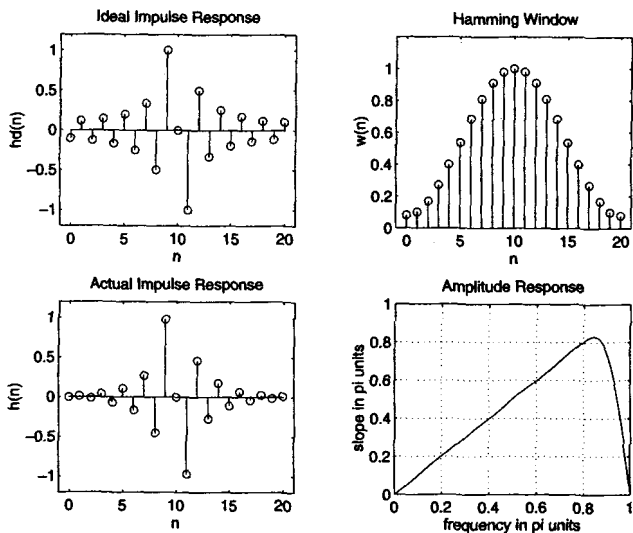 Ideal Impulse Response
1
0.5
0
-0.5
-1
hd(n)
0 5 10 15 20
n
Hamming Window
1
0.8
0.6
0.4
0.2
0
w(n)
0 5 10 15 20
n
Actual Impulse Response
1
0.5
0
-0.5
-1
h(n)
0 5 10 15 20
n
Amplitude Response
1
0.8
0.6
0.4
0.2
0
slope in pi units
0 0.2 0.4 0.6 0.8 1
frequency in pi units